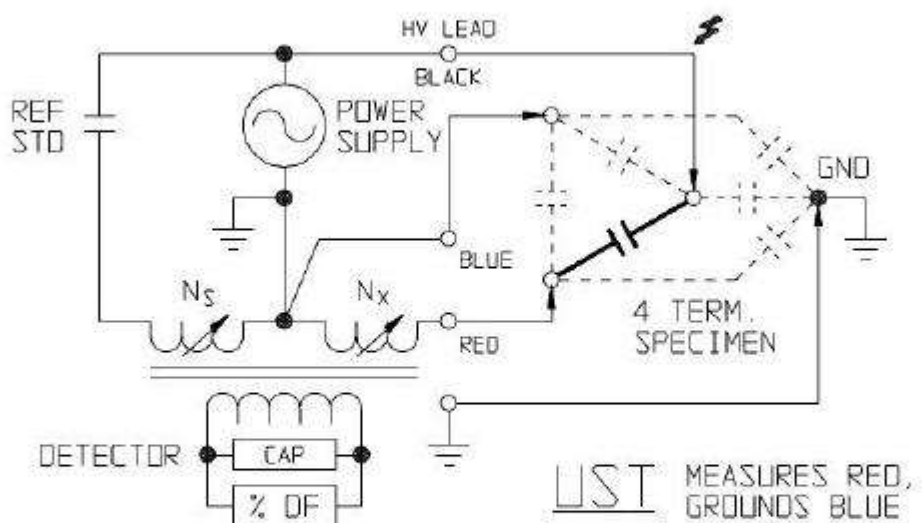 HV LEAD
BLACK
REF
STD
POWER
SUPPLY
GND
BLUE
NS
NX
RED
4 TERM.
SPECIMEN
DETECTOR
CAP
% DF
UST
MEASURES RED,
GROUNDS BLUE